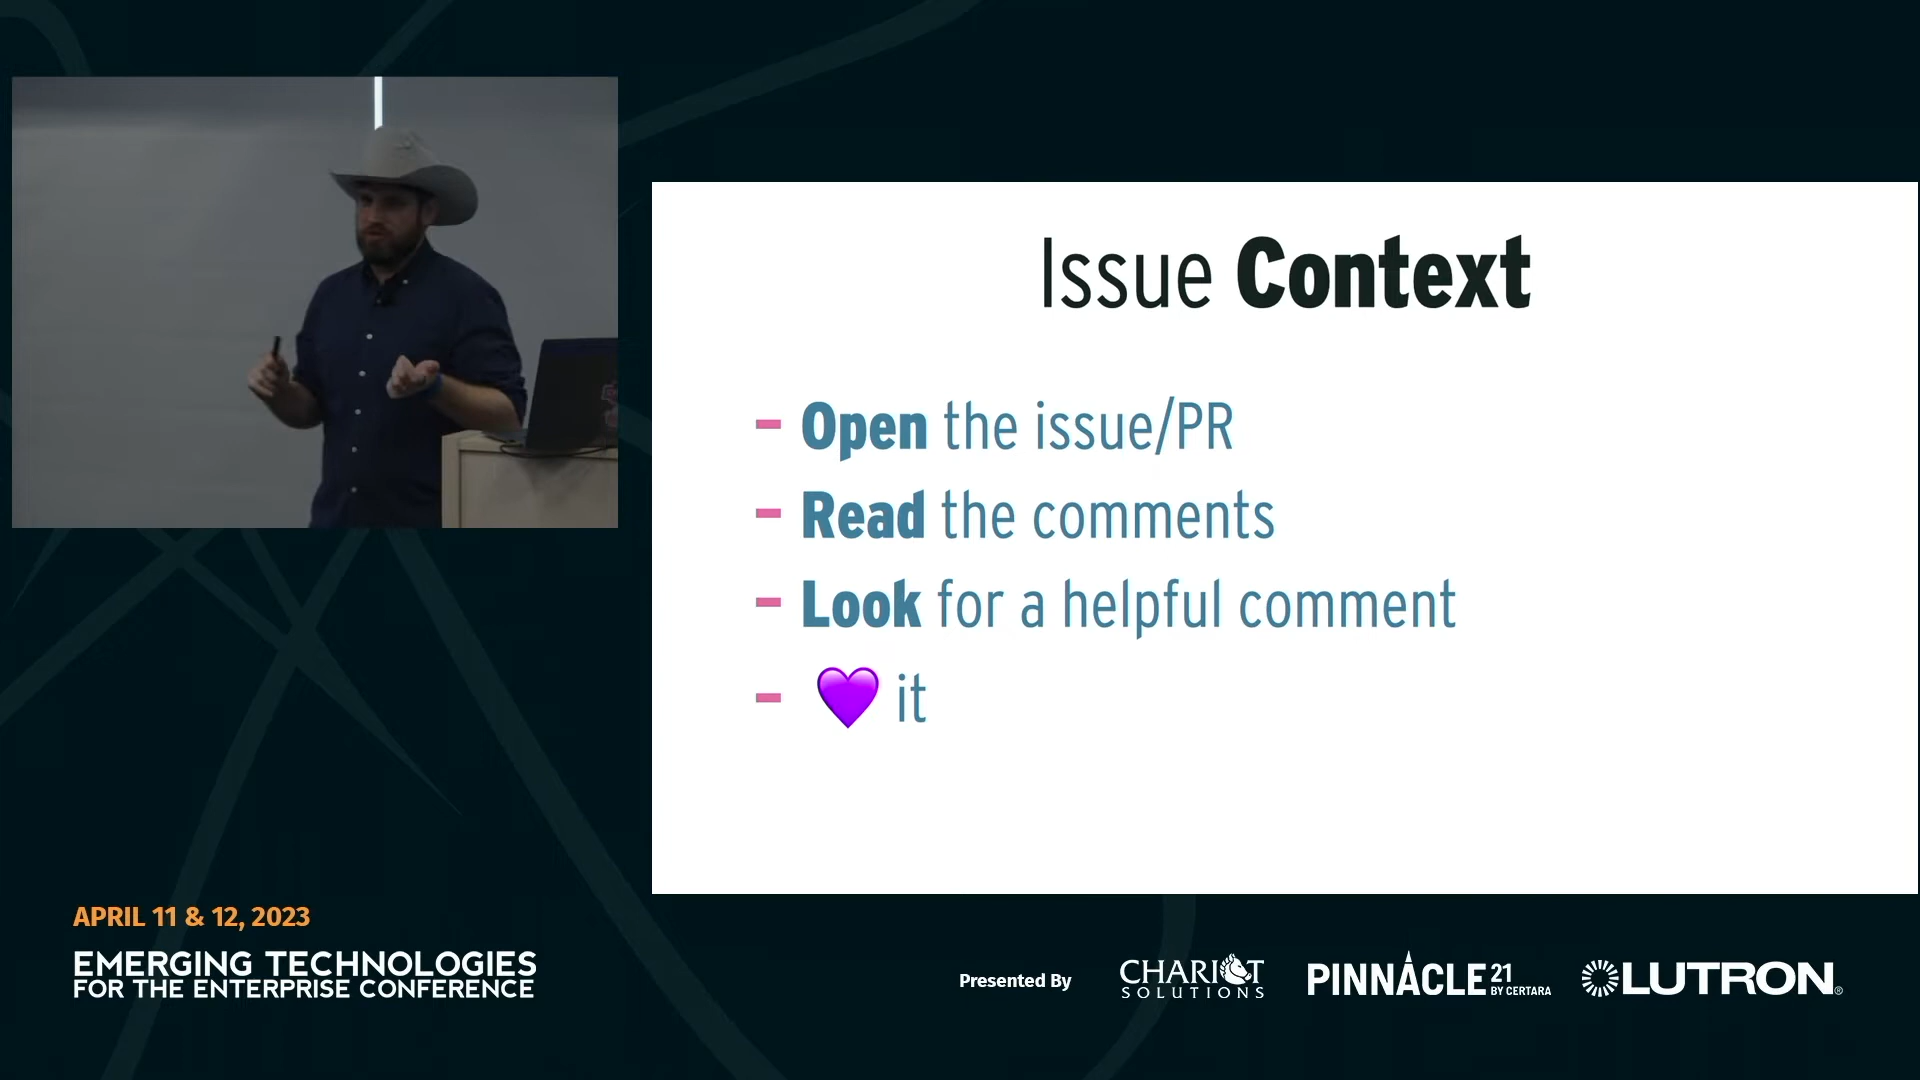 Issue Context
- Open the issue/PR
- Read the comments
- Look for a helpful comment
- 💜 it
APRIL 11 & 12, 2023
EMERGING TECHNOLOGIES
FOR THE ENTERPRISE CONFERENCE
Presented By
CHARIOT
SOLUTIONS
PINNACLE 21
BY CERTARA
LUTRON®